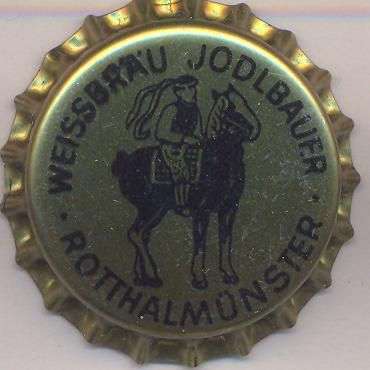 WEISSBRÄU JODLBAUER
· ROTTHALMÜNSTER ·